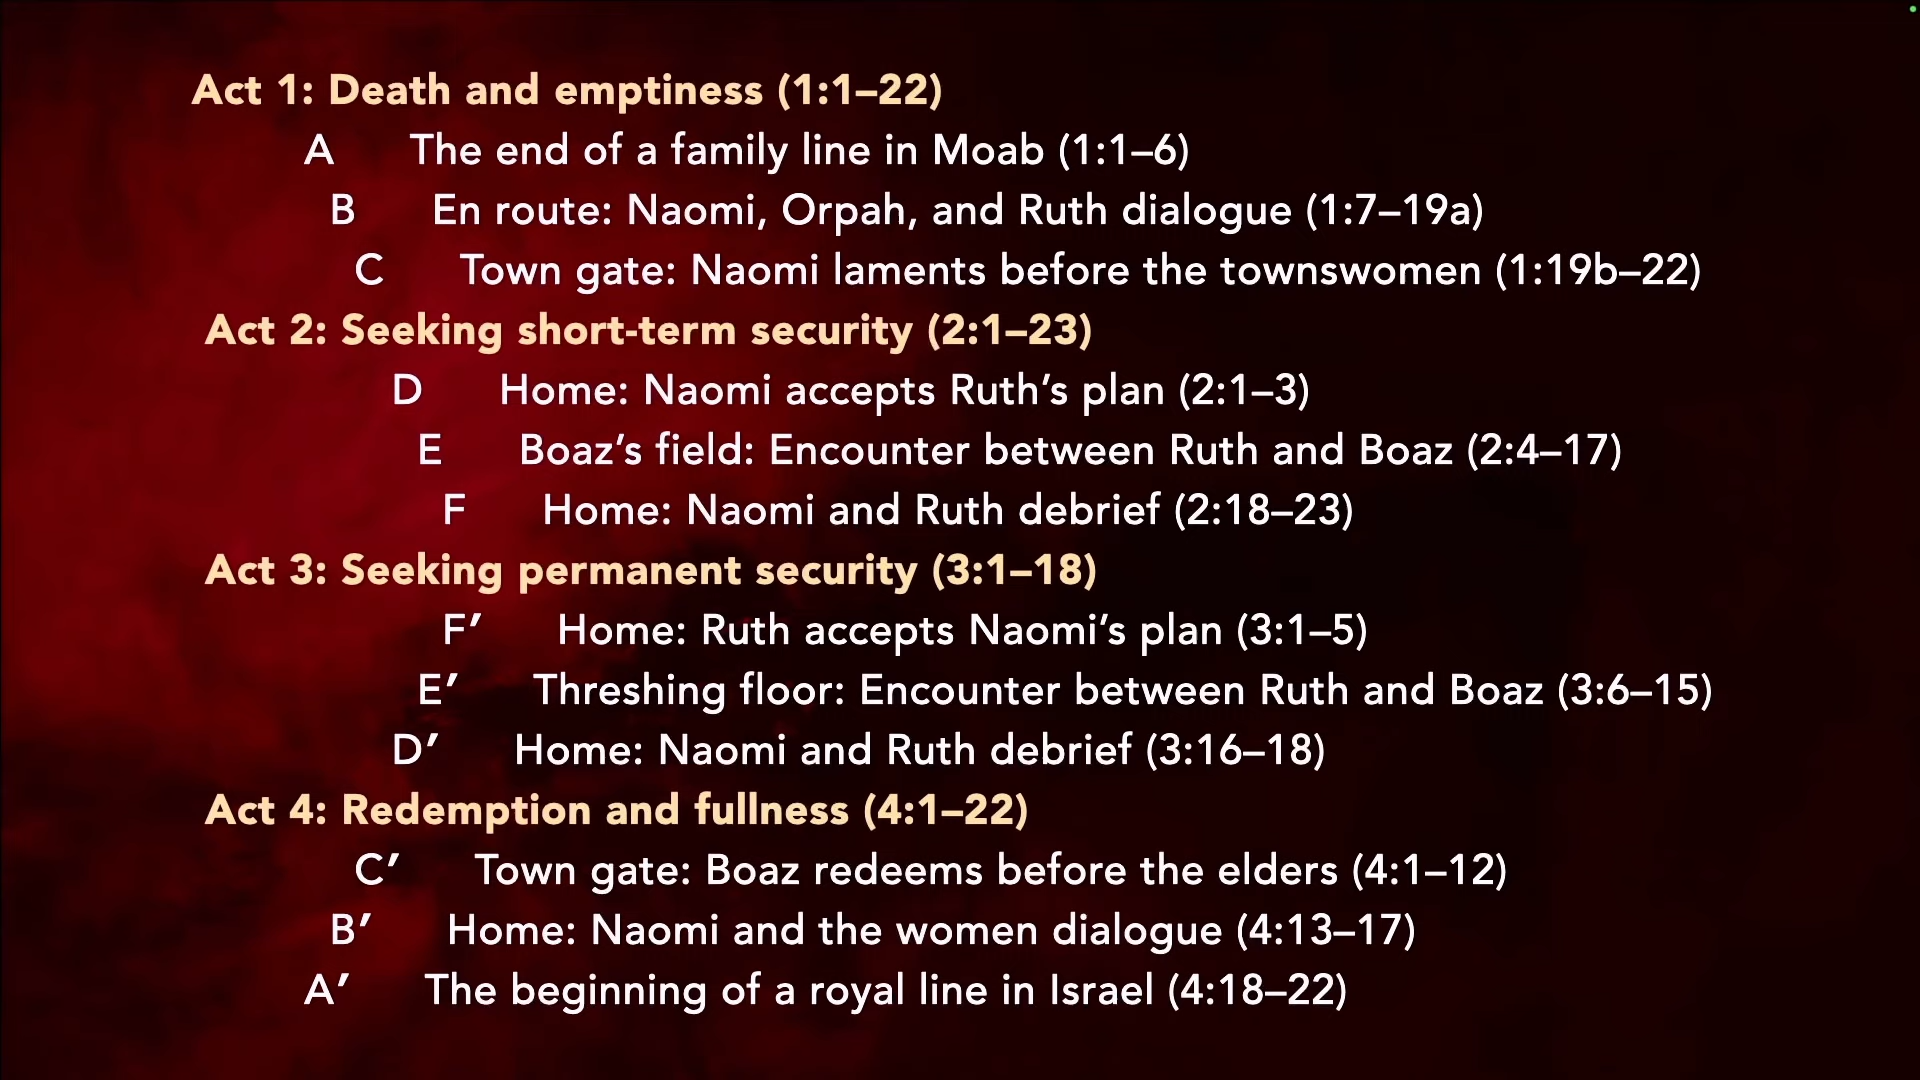 Act 1: Death and emptiness (1:1–22)
A The end of a family line in Moab (1:1–6)
B En route: Naomi, Orpah, and Ruth dialogue (1:7–19a)
C Town gate: Naomi laments before the townswomen (1:19b–22)
Act 2: Seeking short-term security (2:1–23)
D Home: Naomi accepts Ruth’s plan (2:1–3)
E Boaz’s field: Encounter between Ruth and Boaz (2:4–17)
F Home: Naomi and Ruth debrief (2:18–23)
Act 3: Seeking permanent security (3:1–18)
F′ Home: Ruth accepts Naomi’s plan (3:1–5)
E′ Threshing floor: Encounter between Ruth and Boaz (3:6–15)
D′ Home: Naomi and Ruth debrief (3:16–18)
Act 4: Redemption and fullness (4:1–22)
C′ Town gate: Boaz redeems before the elders (4:1–12)
B′ Home: Naomi and the women dialogue (4:13–17)
A′ The beginning of a royal line in Israel (4:18–22)